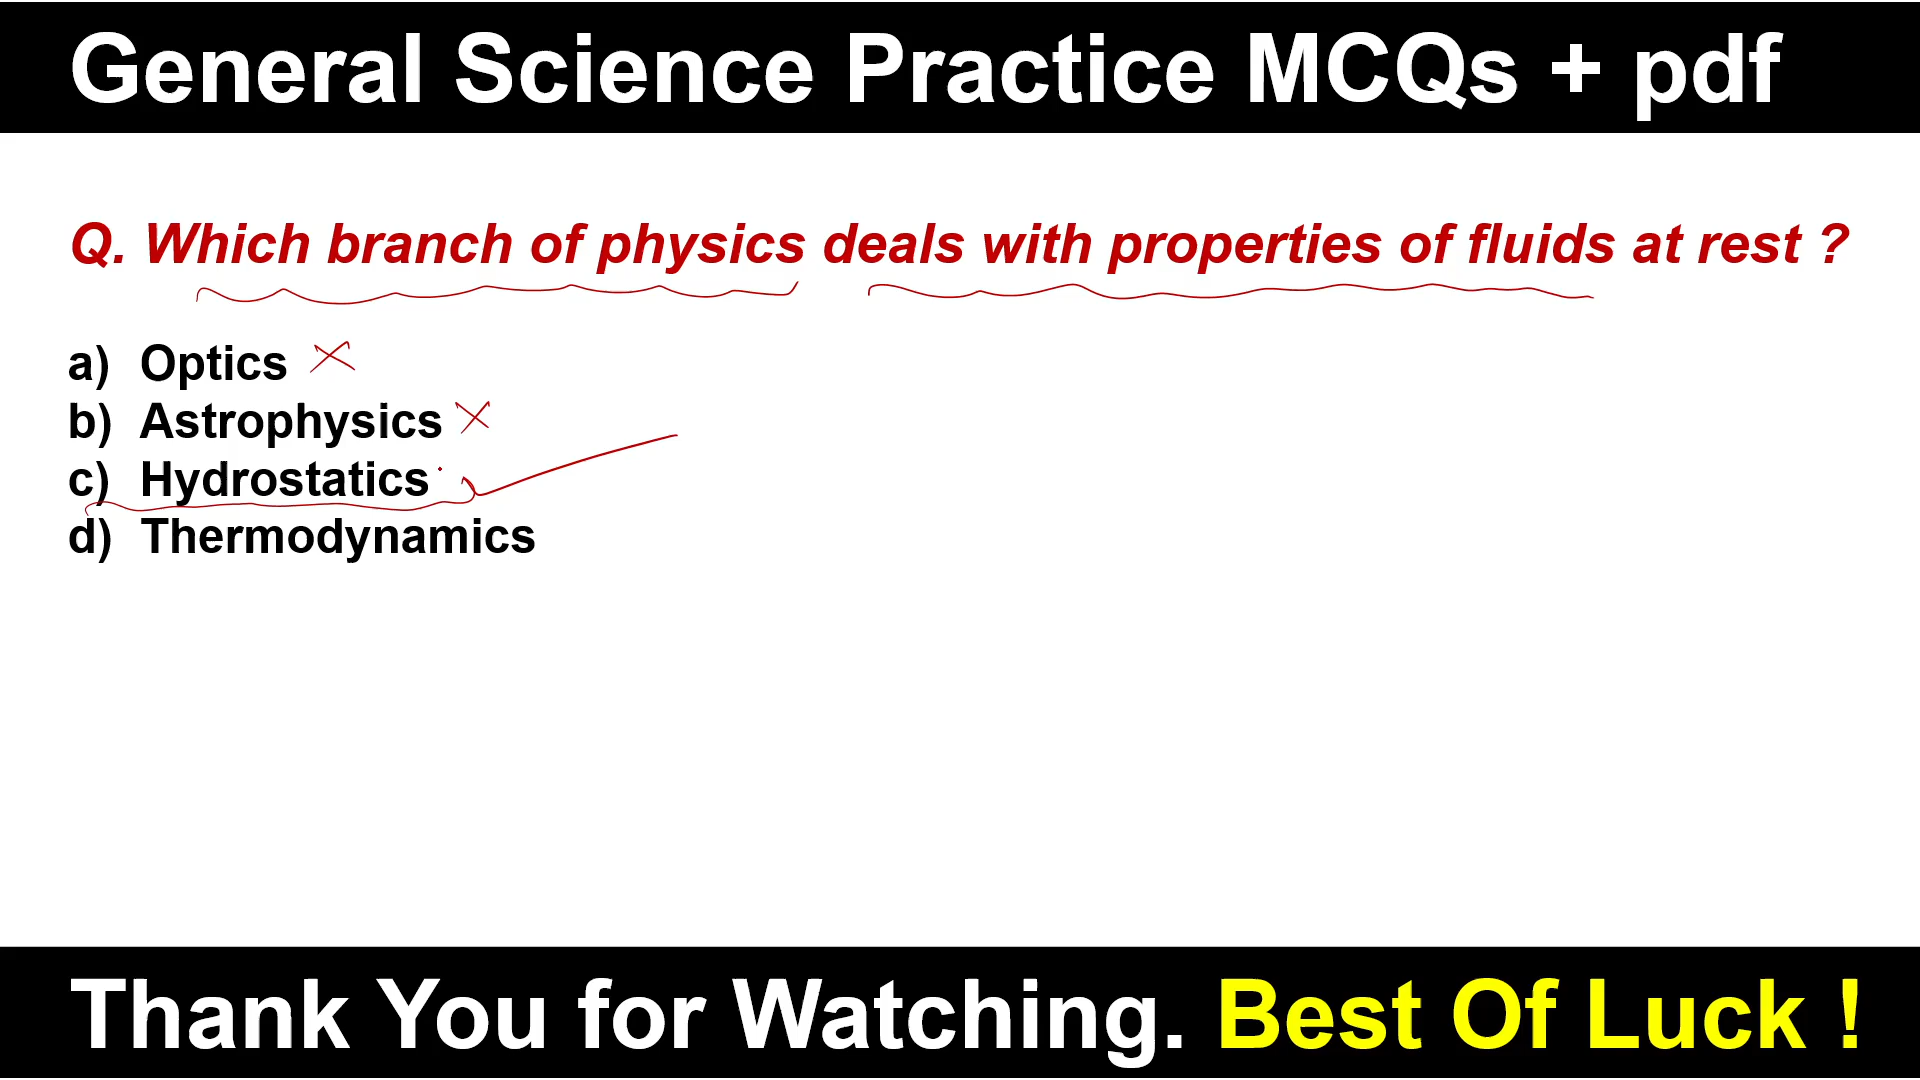 General Science Practice MCQs + pdf
Q. Which branch of physics deals with properties of fluids at rest ?
a) Optics
b) Astrophysics
c) Hydrostatics
d) Thermodynamics
Thank You for Watching. Best Of Luck !